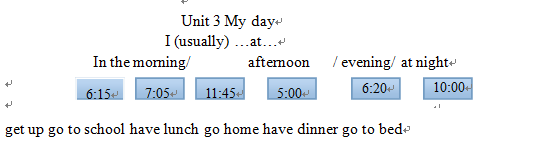 Unit 3 My day
I (usually) …at…
In the morning/ afternoon / evening/ at night
6:15 7:05 11:45 5:00 6:20 10:00
get up go to school have lunch go home have dinner go to bed